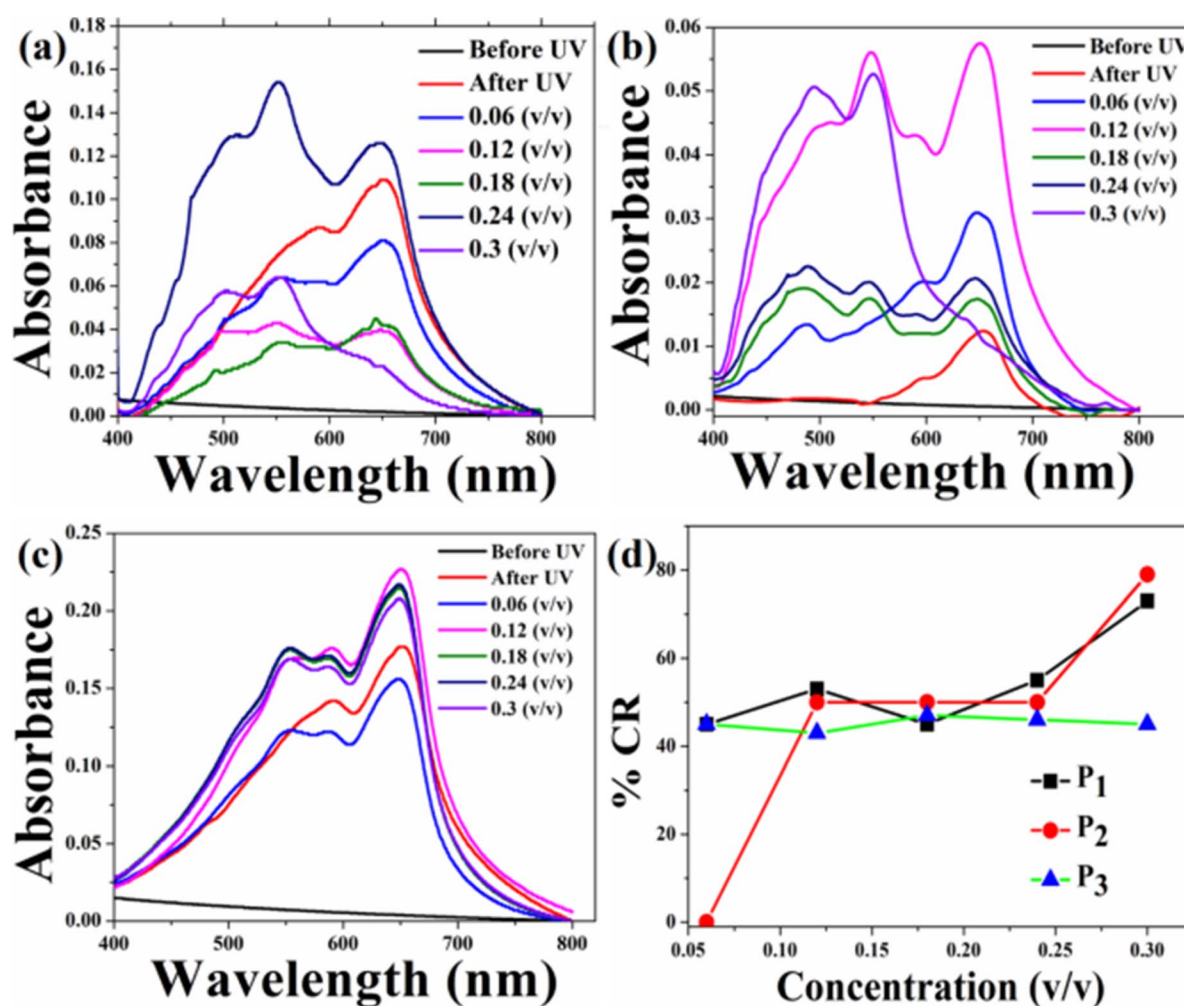 (a)
Before UV
After UV
0.06 (v/v)
0.12 (v/v)
0.18 (v/v)
0.24 (v/v)
0.3 (v/v)
0.18
0.16
0.14
0.12
0.10
0.08
0.06
0.04
0.02
0.00
400 500 600 700 800
Absorbance
Wavelength (nm)
(b)
Before UV
After UV
0.06 (v/v)
0.12 (v/v)
0.18 (v/v)
0.24 (v/v)
0.3 (v/v)
0.06
0.05
0.04
0.03
0.02
0.01
0.00
400 500 600 700 800
Absorbance
Wavelength (nm)
(c)
Before UV
After UV
0.06 (v/v)
0.12 (v/v)
0.18 (v/v)
0.24 (v/v)
0.3 (v/v)
0.25
0.20
0.15
0.10
0.05
0.00
400 500 600 700 800
Absorbance
Wavelength (nm)
(d)
80
60
40
20
0
% CR
P1
P2
P3
0.05 0.10 0.15 0.20 0.25 0.30
Concentration (v/v)